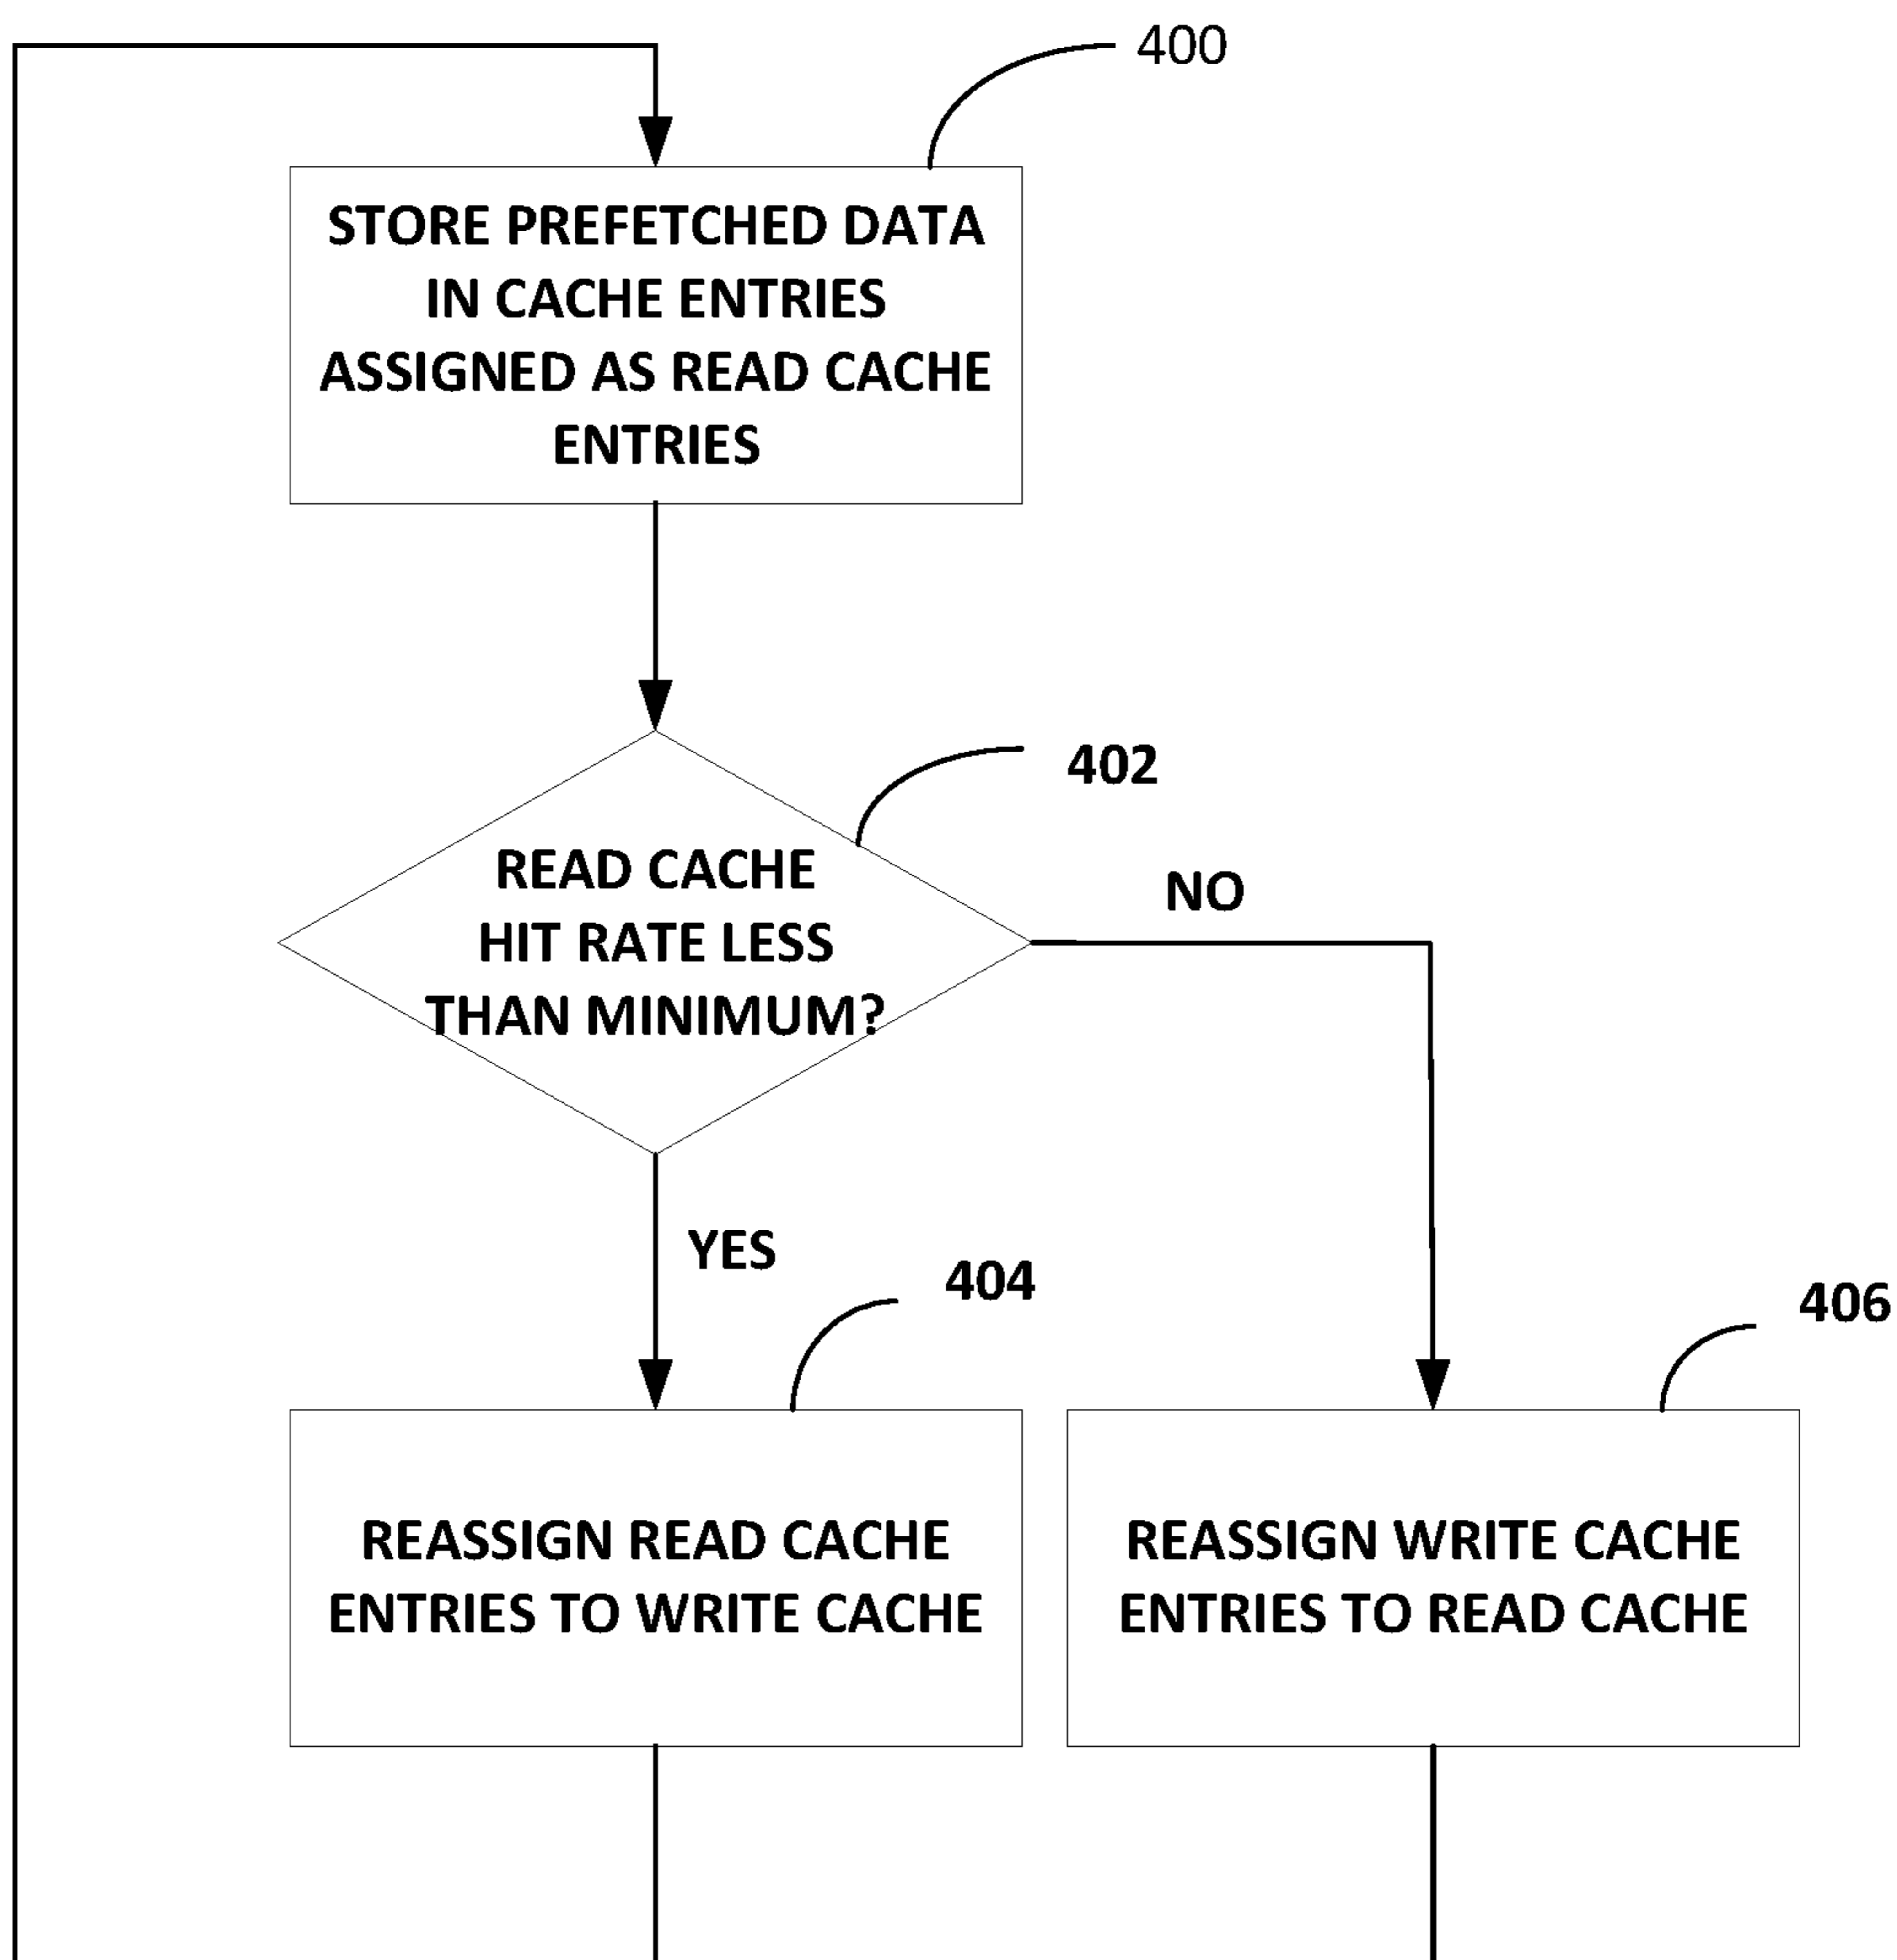 400
STORE PREFETCHED DATA
IN CACHE ENTRIES
ASSIGNED AS READ CACHE
ENTRIES
402
READ CACHE
HIT RATE LESS
THAN MINIMUM?
NO
YES
404
406
REASSIGN READ CACHE
ENTRIES TO WRITE CACHE
REASSIGN WRITE CACHE
ENTRIES TO READ CACHE